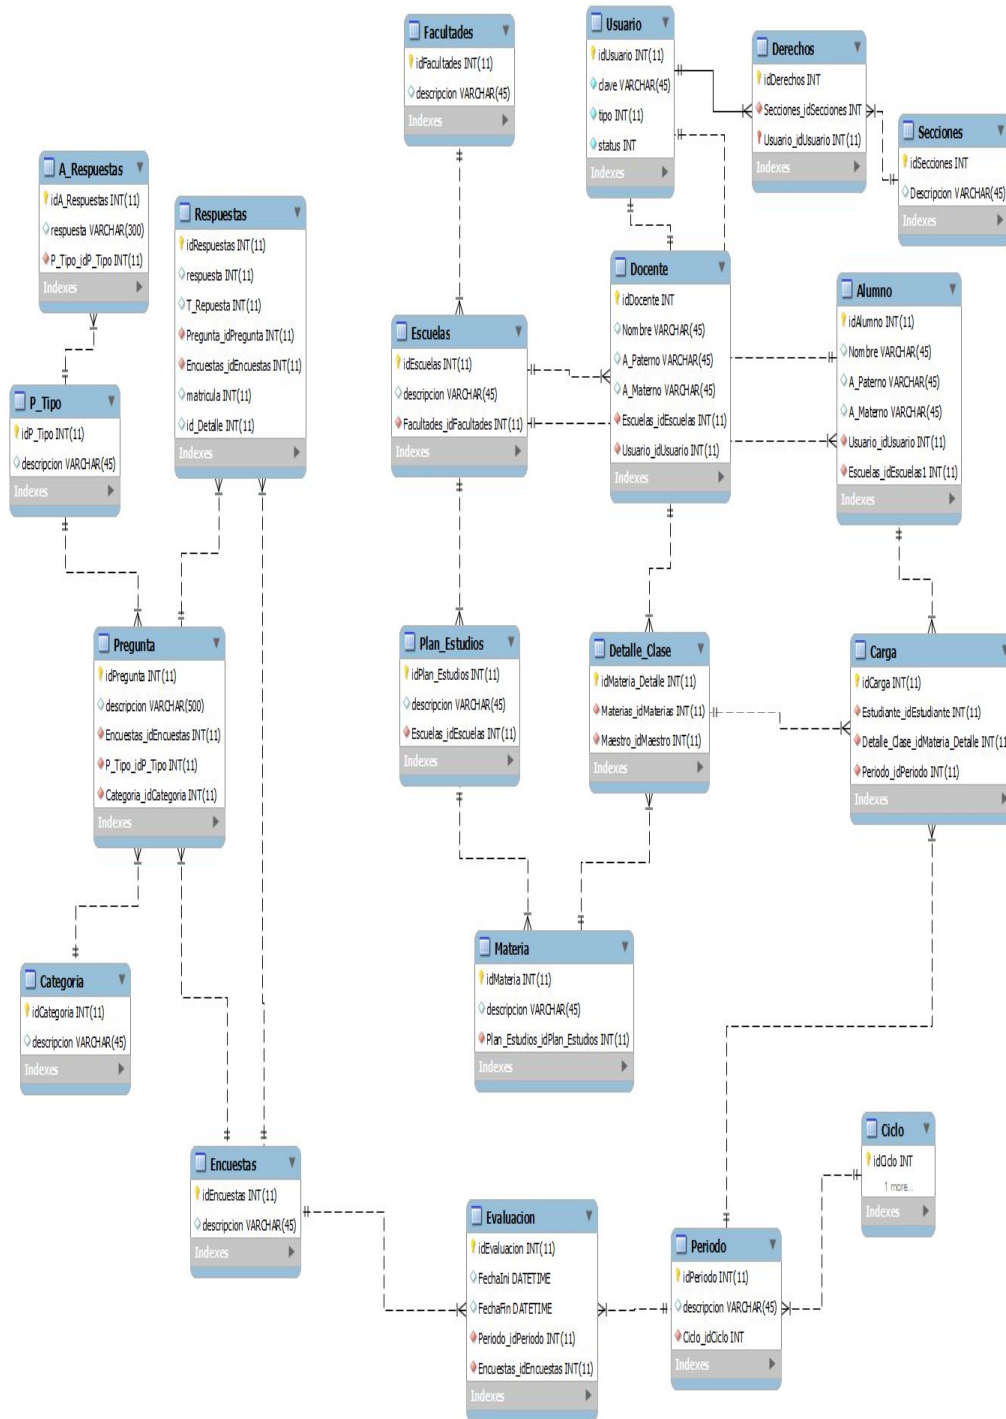 Facultades
idFacultades INT(11)
descripcion VARCHAR(45)
Indexes
Usuario
idUsuario INT(11)
clave VARCHAR(45)
tipo INT(11)
status INT
Indexes
Derechos
idDerechos INT
Secciones_idSecciones INT
Usuario_idUsuario INT(11)
Indexes
Secciones
idSecciones INT
Descripcion VARCHAR(45)
Indexes
A_Respuestas
idA_Respuestas INT(11)
respuesta VARCHAR(300)
P_Tipo_idP_Tipo INT(11)
Indexes
Respuestas
idRespuestas INT(11)
respuesta INT(11)
T_Repuesta INT(11)
Pregunta_idPregunta INT(11)
Encuestas_idEncuestas INT(11)
matricula INT(11)
id_Detalle INT(11)
Indexes
Docente
idDocente INT
Nombre VARCHAR(45)
A_Paterno VARCHAR(45)
A_Materno VARCHAR(45)
Escuelas_idEscuelas INT(11)
Usuario_idUsuario INT(11)
Indexes
Alumno
idAlumno INT(11)
Nombre VARCHAR(45)
A_Paterno VARCHAR(45)
A_Materno VARCHAR(45)
Usuario_idUsuario INT(11)
Escuelas_idEscuelas1 INT(11)
Indexes
Escuelas
idEscuelas INT(11)
descripcion VARCHAR(45)
Facultades_idFacultades INT(11)
Indexes
P_Tipo
idP_Tipo INT(11)
descripcion VARCHAR(45)
Indexes
Pregunta
idPregunta INT(11)
descripcion VARCHAR(500)
Encuestas_idEncuestas INT(11)
P_Tipo_idP_Tipo INT(11)
Categoria_idCategoria INT(11)
Indexes
Plan_Estudios
idPlan_Estudios INT(11)
descripcion VARCHAR(45)
Escuelas_idEscuelas INT(11)
Indexes
Detalle_Clase
idMateria_Detalle INT(11)
Materias_idMaterias INT(11)
Maestro_idMaestro INT(11)
Indexes
Carga
idCarga INT(11)
Estudiante_idEstudiante INT(11)
Detalle_Clase_idMateria_Detalle INT(11
Periodo_idPeriodo INT(11)
Indexes
Materia
idMateria INT(11)
descripcion VARCHAR(45)
Plan_Estudios_idPlan_Estudios INT(11)
Indexes
Categoria
idCategoria INT(11)
descripcion VARCHAR(45)
Indexes
Encuestas
idEncuestas INT(11)
descripcion VARCHAR(45)
Indexes
Evaluacion
idEvaluacion INT(11)
FechaIni DATETIME
FechaFin DATETIME
Periodo_idPeriodo INT(11)
Encuestas_idEncuestas INT(11)
Indexes
Periodo
idPeriodo INT(11)
descripcion VARCHAR(45)
Ciclo_idCiclo INT
Indexes
Ciclo
idCiclo INT
1 more...
Indexes